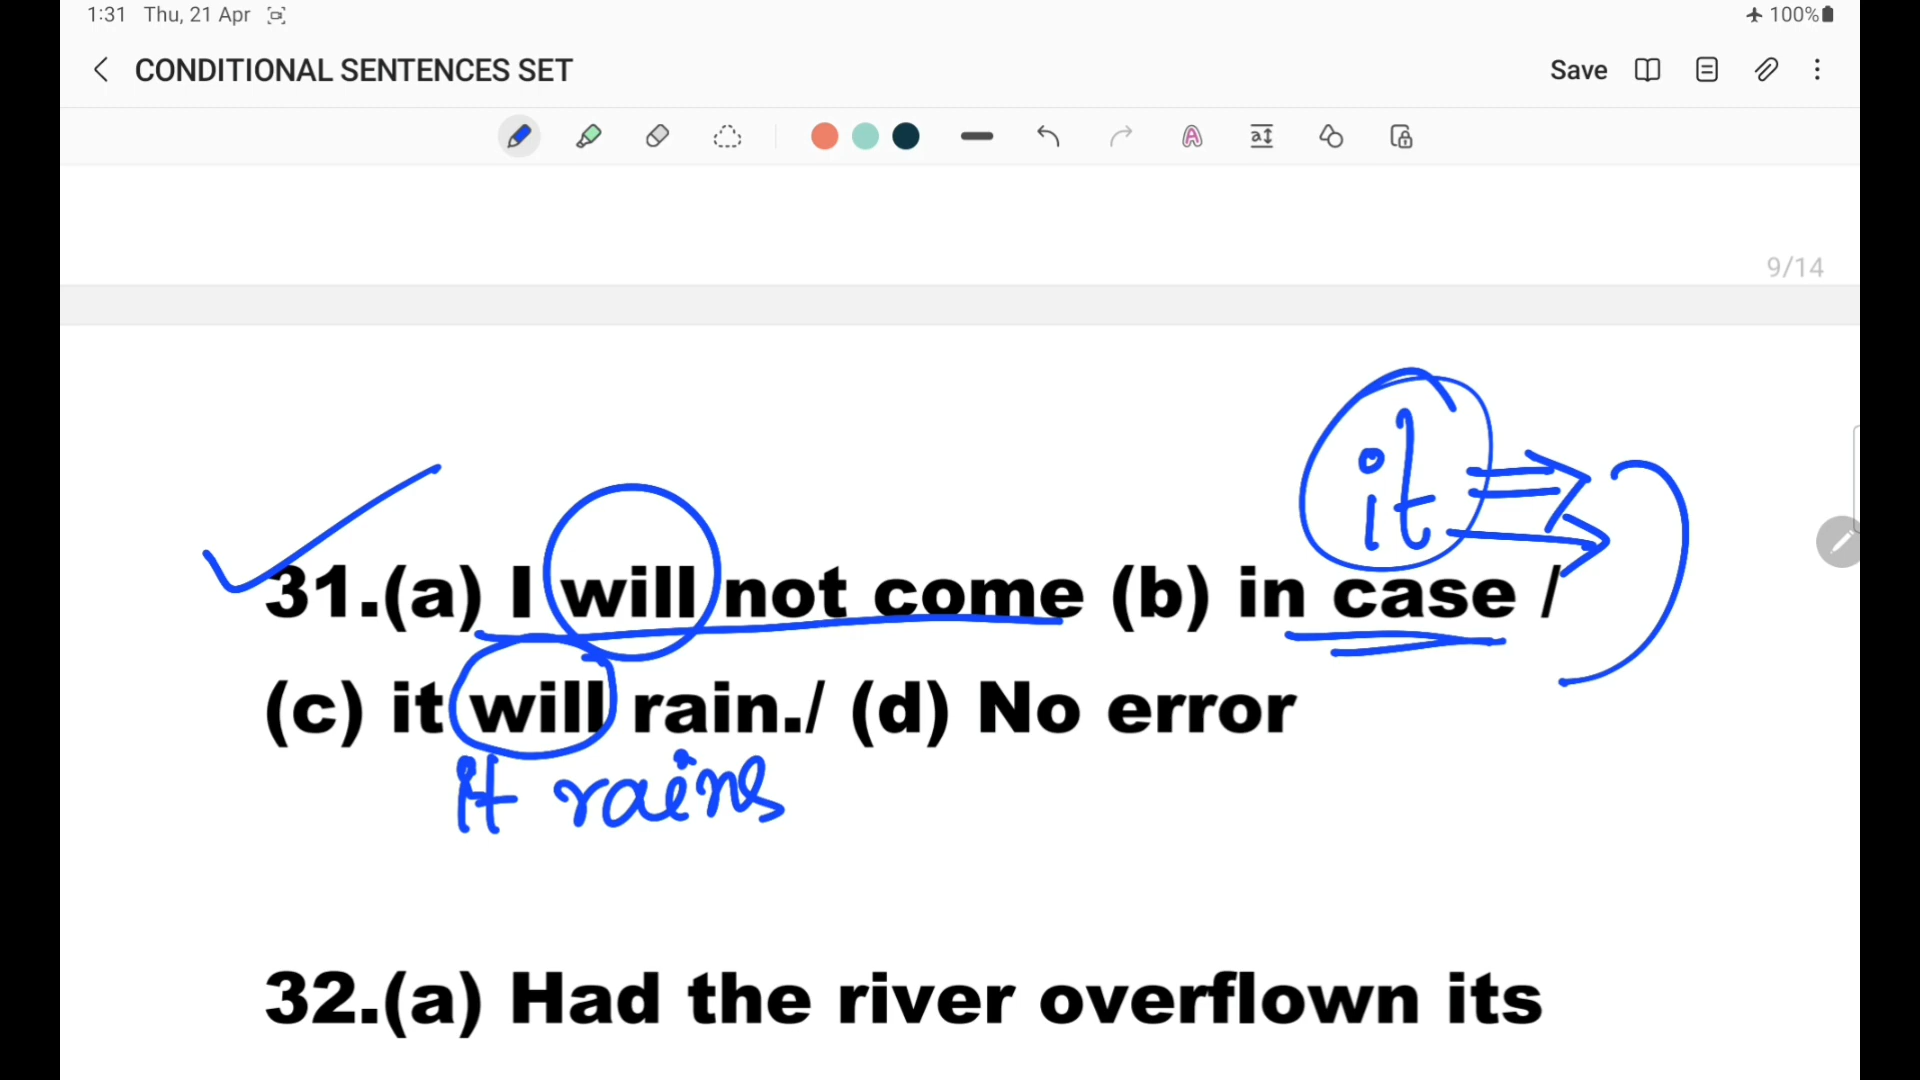 1:31 Thu, 21 Apr 100%
CONDITIONAL SENTENCES SET Save
9/14
it
31.(a) I will not come (b) in case /
(c) it will rain./ (d) No error
It rains
32.(a) Had the river overflown its